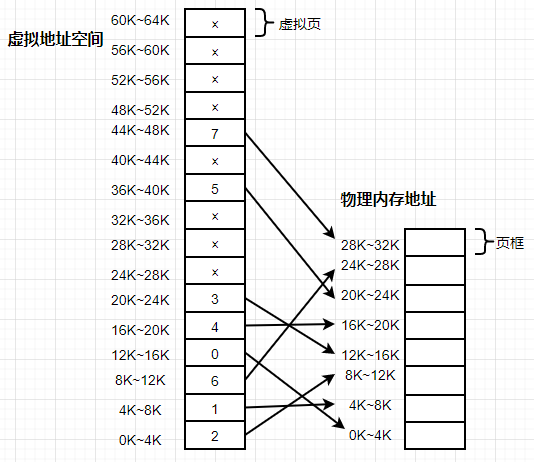 虚拟地址空间
60K~64K × 虚拟页
56K~60K ×
52K~56K ×
48K~52K ×
44K~48K 7
40K~44K ×
36K~40K 5
32K~36K ×
28K~32K ×
24K~28K ×
20K~24K 3
16K~20K 4
12K~16K 0
8K~12K 6
4K~8K 1
0K~4K 2
物理内存地址
28K~32K 页框
24K~28K
20K~24K
16K~20K
12K~16K
8K~12K
4K~8K
0K~4K